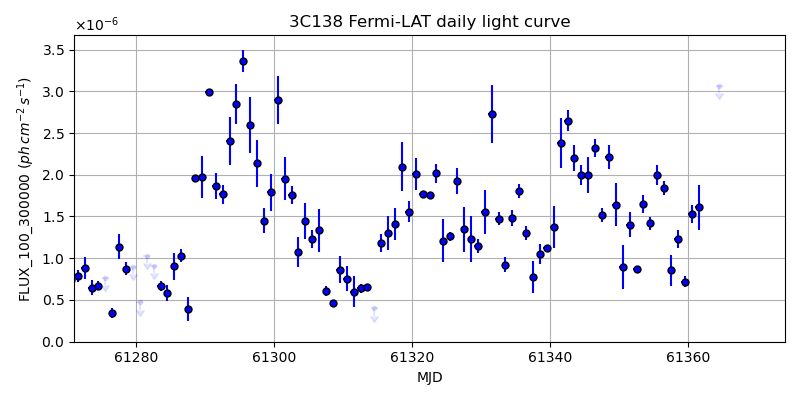 3C138 Fermi-LAT daily light curve
×10⁻⁶
3.5
3.0
2.5
2.0
1.5
1.0
0.5
0.0
FLUX_100_300000 (ph cm⁻² s⁻¹)
61280 61300 61320 61340 61360
MJD